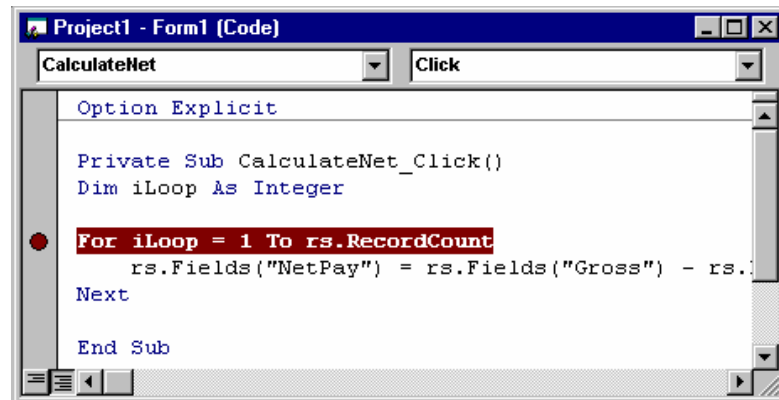 Project1 - Form1 (Code)
CalculateNet Click
Option Explicit
Private Sub CalculateNet_Click()
Dim iLoop As Integer
For iLoop = 1 To rs.RecordCount
rs.Fields("NetPay") = rs.Fields("Gross") - rs.
Next
End Sub